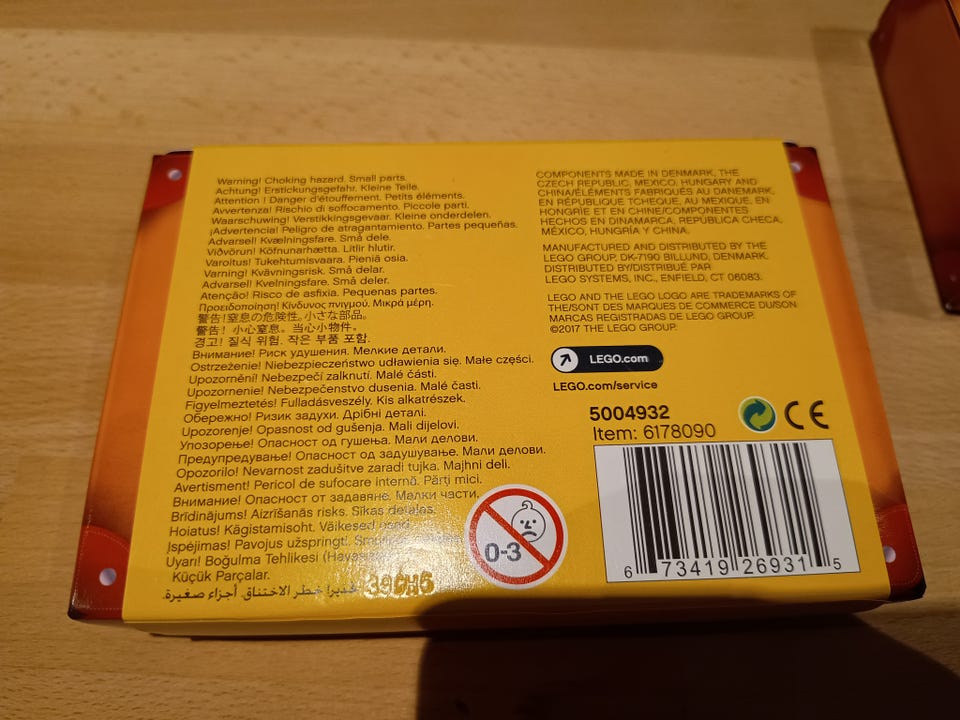 Warning! Choking hazard. Small parts.
Achtung! Erstickungsgefahr. Kleine Teile.
Attention ! Danger d'étouffement. Petits éléments.
Avvertenza! Rischio di soffocamento. Piccole parti.
Waarschuwing! Verstikkingsgevaar. Kleine onderdelen.
¡Advertencia! Peligro de atragantamiento. Partes pequeñas.
Advarsel! Kvælningsfare. Små dele.
Viðvörun! Köfnunarhætta. Litlir hlutir.
Varoitus! Tukehtumisvaara. Pieniä osia.
Varning! Kvävningsrisk. Små delar.
Advarsel! Kvelningsfare. Små deler.
Atenção! Risco de asfixia. Pequenas partes.
Προειδοποίηση! Κίνδυνος πνιγμού. Μικρά μέρη.
警告!窒息の危険性。小さな部品。
警告! 小心窒息。当心小物件。
경고! 질식 위험. 작은 부품 포함.
Внимание! Риск удушения. Мелкие детали.
Ostrzeżenie! Niebezpieczeństwo udławienia się. Małe części.
Upozornění! Nebezpečí zalknutí. Malé části.
Upozornenie! Nebezpečenstvo dusenia. Malé časti.
Figyelmeztetés! Fulladásveszély. Kis alkatrészek.
Обережно! Ризик задухи. Дрібні деталі.
Upozorenje! Opasnost od gušenja. Mali dijelovi.
Упозорење! Опасност од гушења. Мали делови.
Предупредување! Опасност од задушување. Мали делови.
Opozorilo! Nevarnost zadušitve zaradi tujka. Majhni deli.
Avertisment! Pericol de sufocare internă. Părţi mici.
Внимание! Опасност от задавяне. Малки части.
Brīdinājums! Aizrīšanās risks. Sīkas detaļas.
Hoiatus! Kägistamisoht. Väikesed osad.
Įspėjimas! Pavojus užspringti.
Uyarı! Boğulma Tehlikesi
Küçük Parçalar.
خطر الاختناق. أجزاء صغيرة.
39CH6
0-3
COMPONENTS MADE IN DENMARK, THE
CZECH REPUBLIC, MEXICO, HUNGARY AND
CHINA/ÉLÉMENTS FABRIQUÉS AU DANEMARK,
EN RÉPUBLIQUE TCHEQUE, AU MEXIQUE, EN
HONGRIE ET EN CHINE/COMPONENTES
HECHOS EN DINAMARCA, REPÚBLICA CHECA,
MÉXICO, HUNGRÍA Y CHINA.
MANUFACTURED AND DISTRIBUTED BY THE
LEGO GROUP, DK-7190 BILLUND, DENMARK.
DISTRIBUTED BY/DISTRIBUÉ PAR
LEGO SYSTEMS, INC., ENFIELD, CT 06083.
LEGO AND THE LEGO LOGO ARE TRADEMARKS OF
THE/SONT DES MARQUES DE COMMERCE DU/SON
MARCAS REGISTRADAS DE LEGO GROUP.
©2017 THE LEGO GROUP.
LEGO.com
LEGO.com/service
5004932
Item: 6178090
CE
6 73419 26931 5